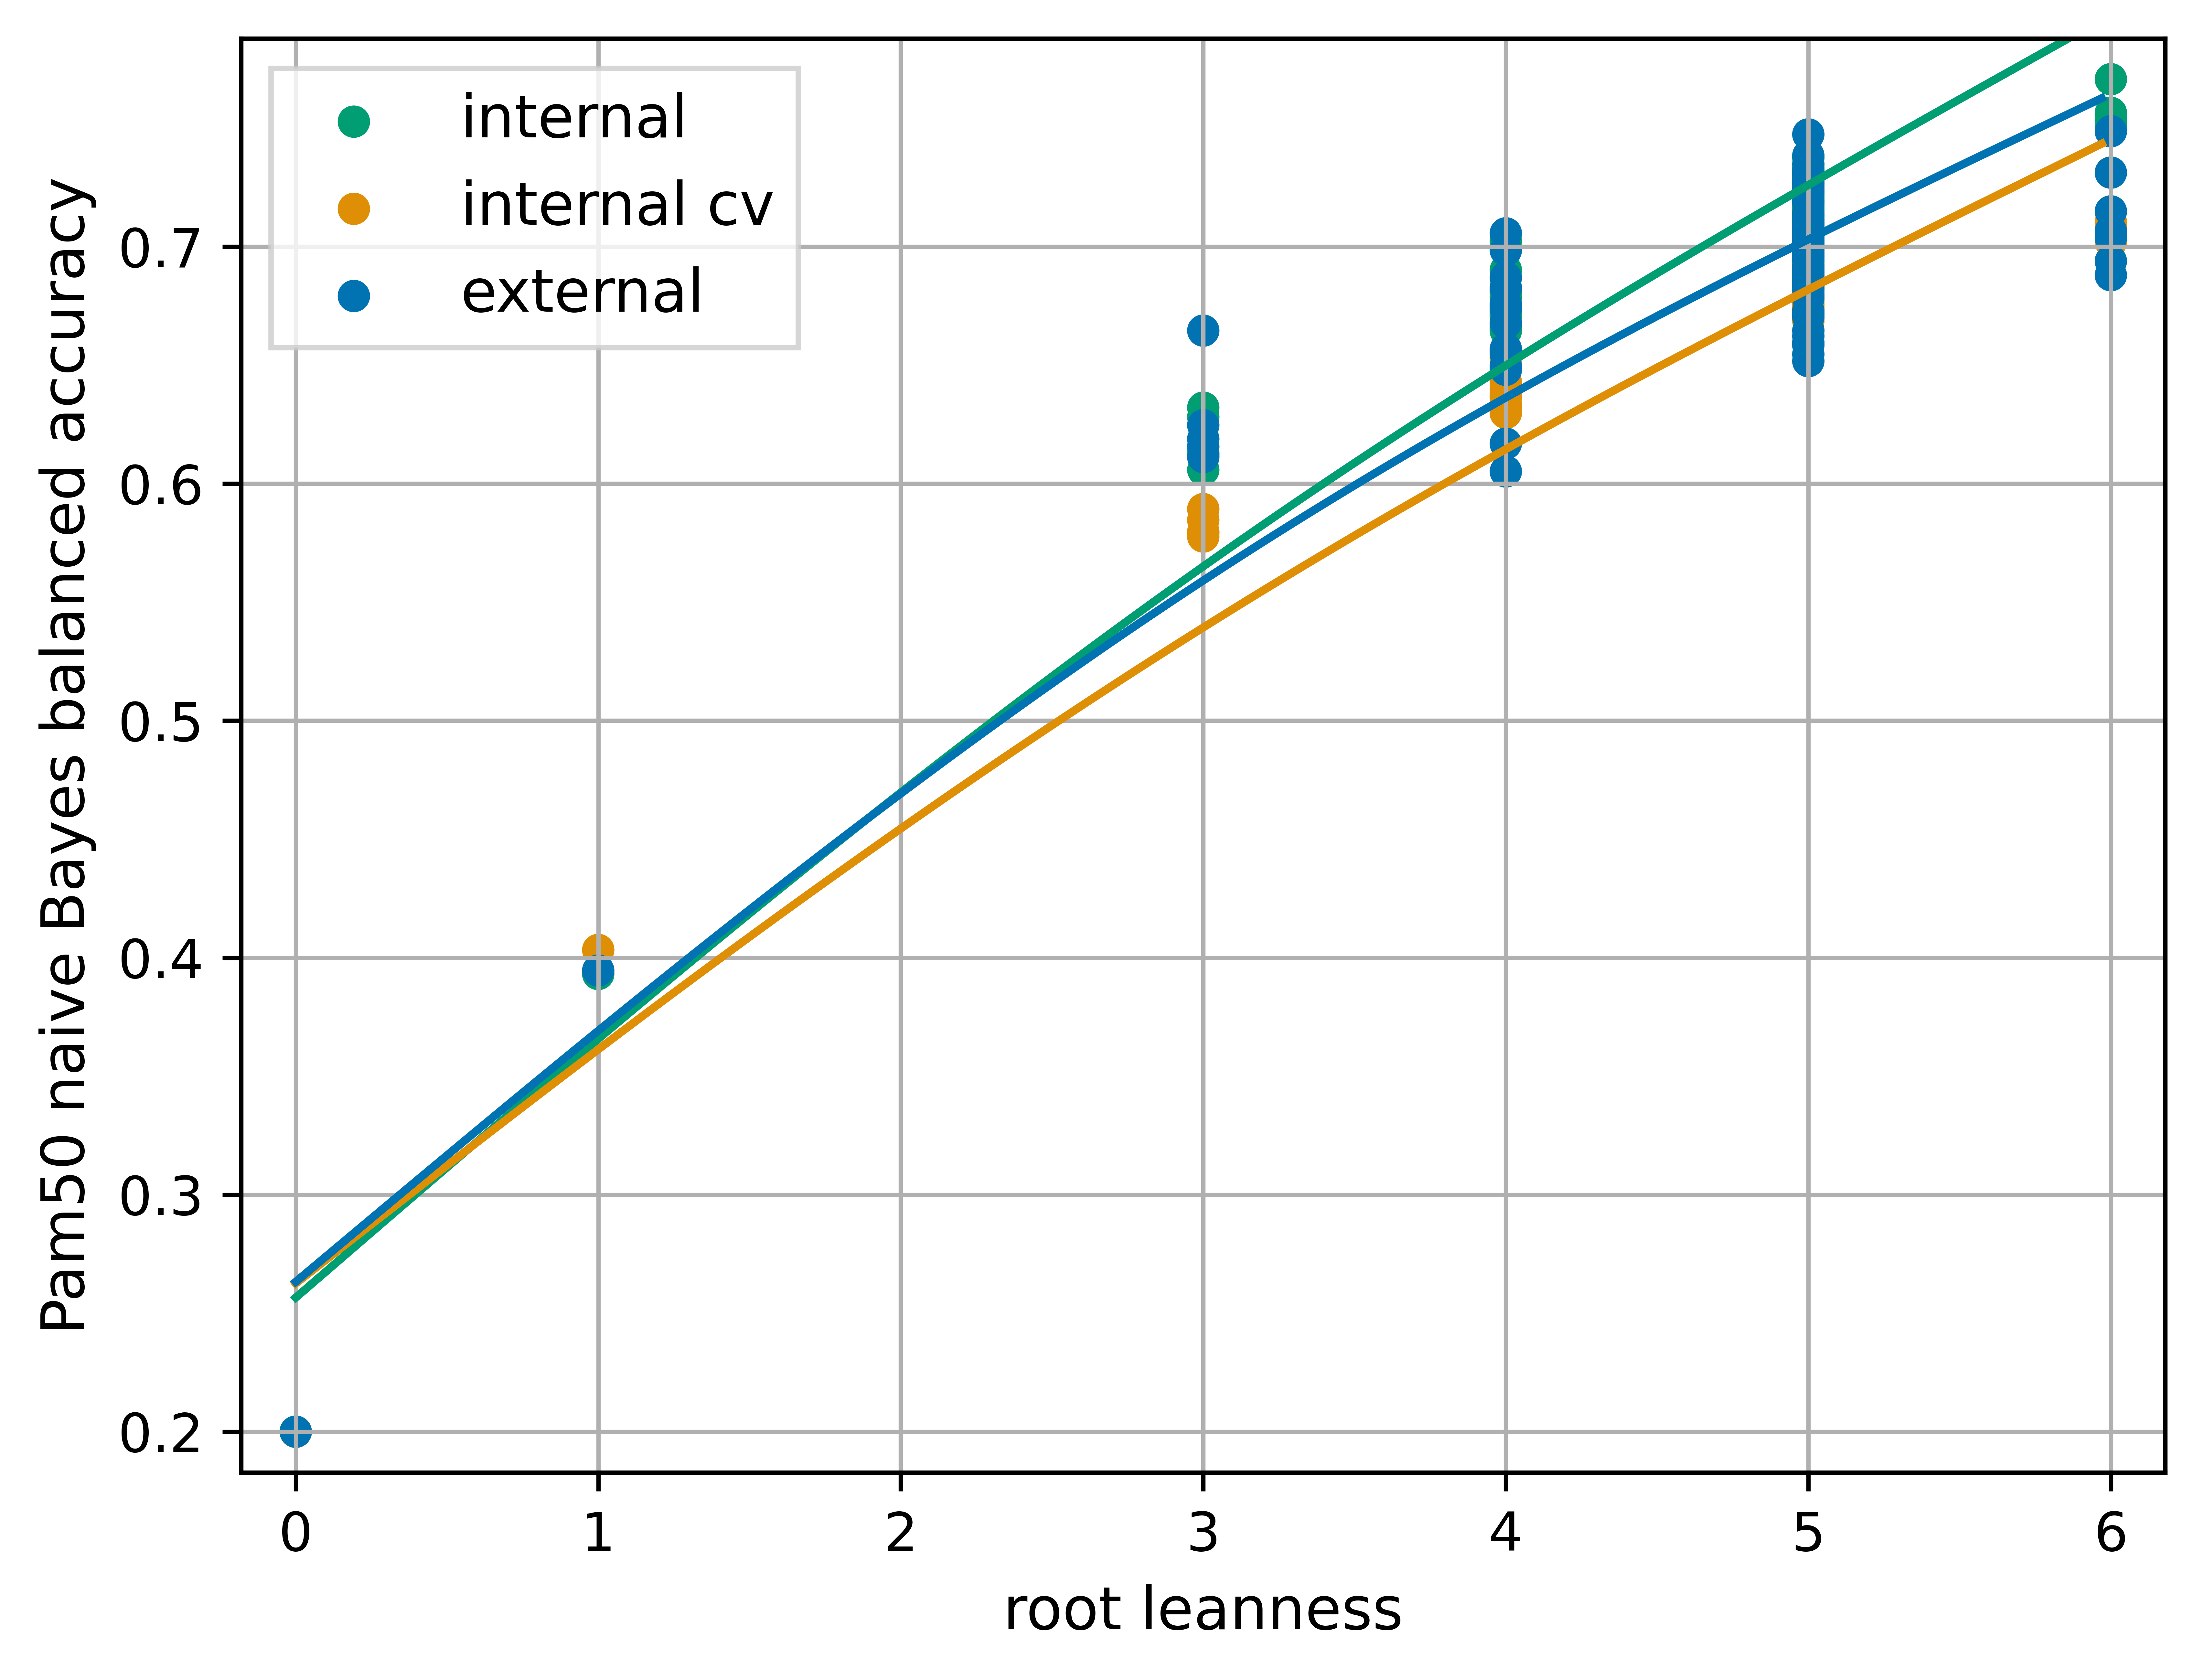 internal
internal cv
external
Pam50 naive Bayes balanced accuracy
0.7
0.6
0.5
0.4
0.3
0.2
0 1 2 3 4 5 6
root leanness